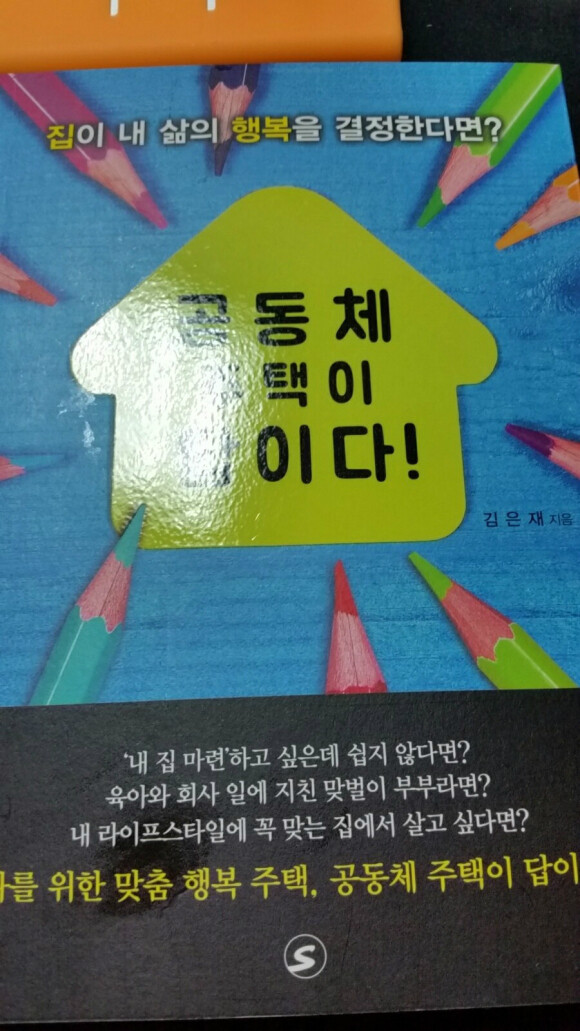 집이 내 삶의 행복을 결정한다면?
공동체
주택이
답이다!
김은재 지음
'내 집 마련'하고 싶은데 쉽지 않다면?
육아와 회사 일에 지친 맞벌이 부부라면?
내 라이프스타일에 꼭 맞는 집에서 살고 싶다면?
위한 맞춤 행복 주택, 공동체 주택이
S